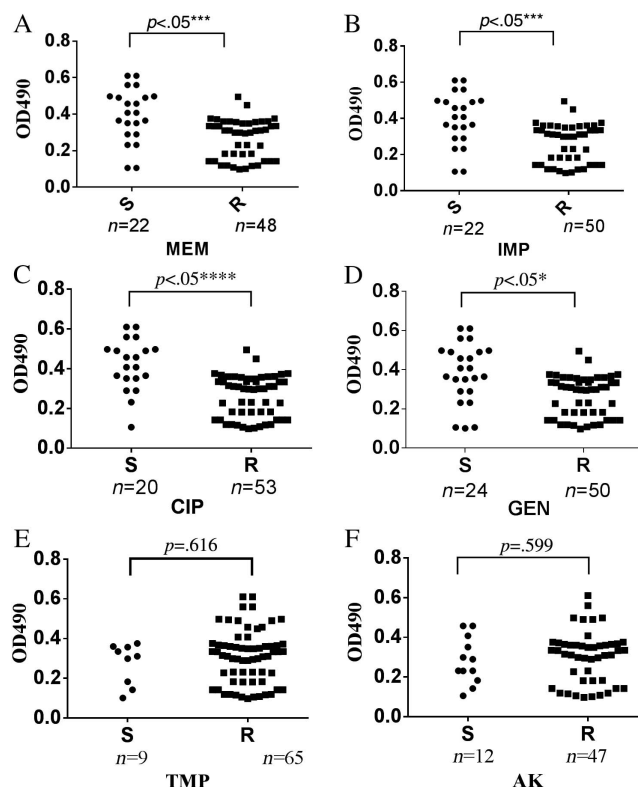 A
B
p<.05***
p<.05***
OD490
0.8
0.6
0.4
0.2
0.0
S
R
n=22
n=48
MEM
OD490
0.8
0.6
0.4
0.2
0.0
S
R
n=22
n=50
IMP
C
D
p<.05****
p<.05*
OD490
0.8
0.6
0.4
0.2
0.0
S
R
n=20
n=53
CIP
OD490
0.8
0.6
0.4
0.2
0.0
S
R
n=24
n=50
GEN
E
F
p=.616
p=.599
OD490
0.8
0.6
0.4
0.2
0.0
S
R
n=9
n=65
TMP
OD490
0.8
0.6
0.4
0.2
0.0
S
R
n=12
n=47
AK